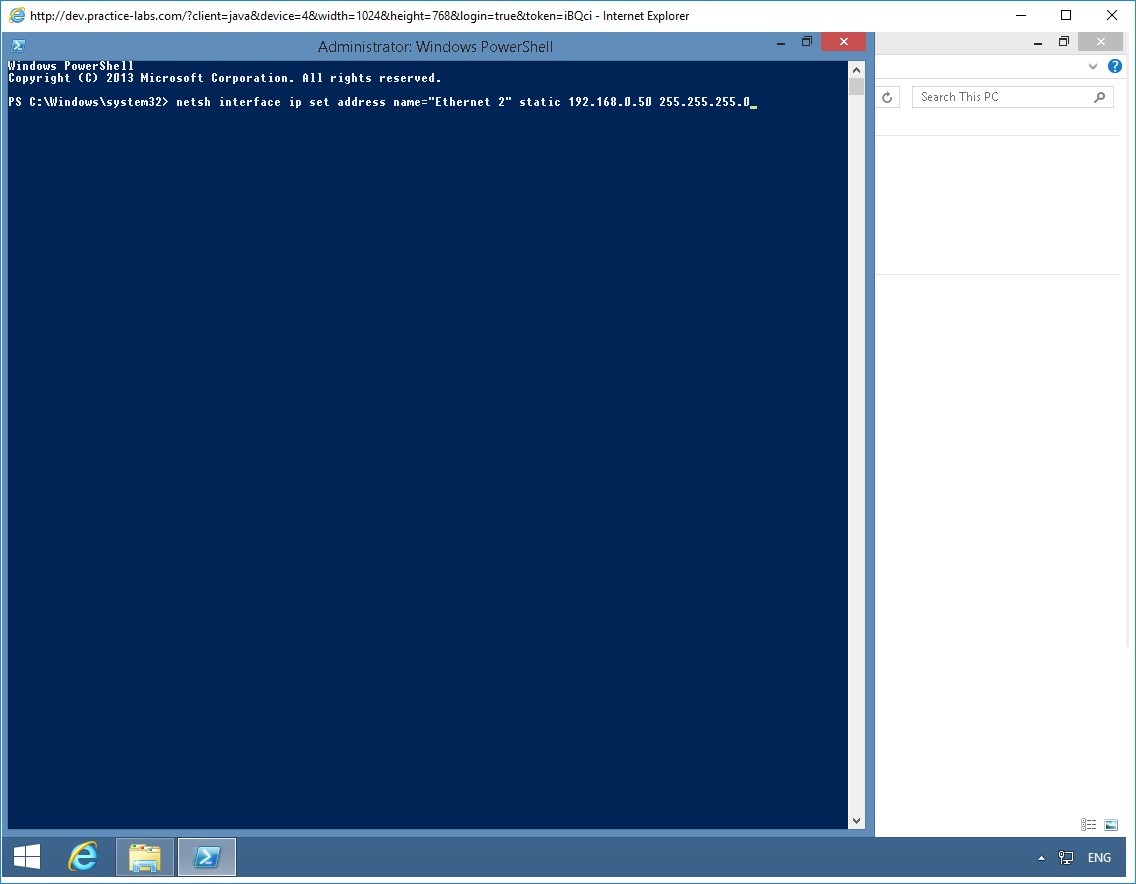 http://dev.practice-labs.com/?client=java&device=4&width=1024&height=768&login=true&token=iBQci - Internet Explorer
Administrator: Windows PowerShell
Windows PowerShell
Copyright (C) 2013 Microsoft Corporation. All rights reserved.
PS C:\Windows\system32> netsh interface ip set address name="Ethernet 2" static 192.168.0.50 255.255.255.0_
Search This PC
ENG